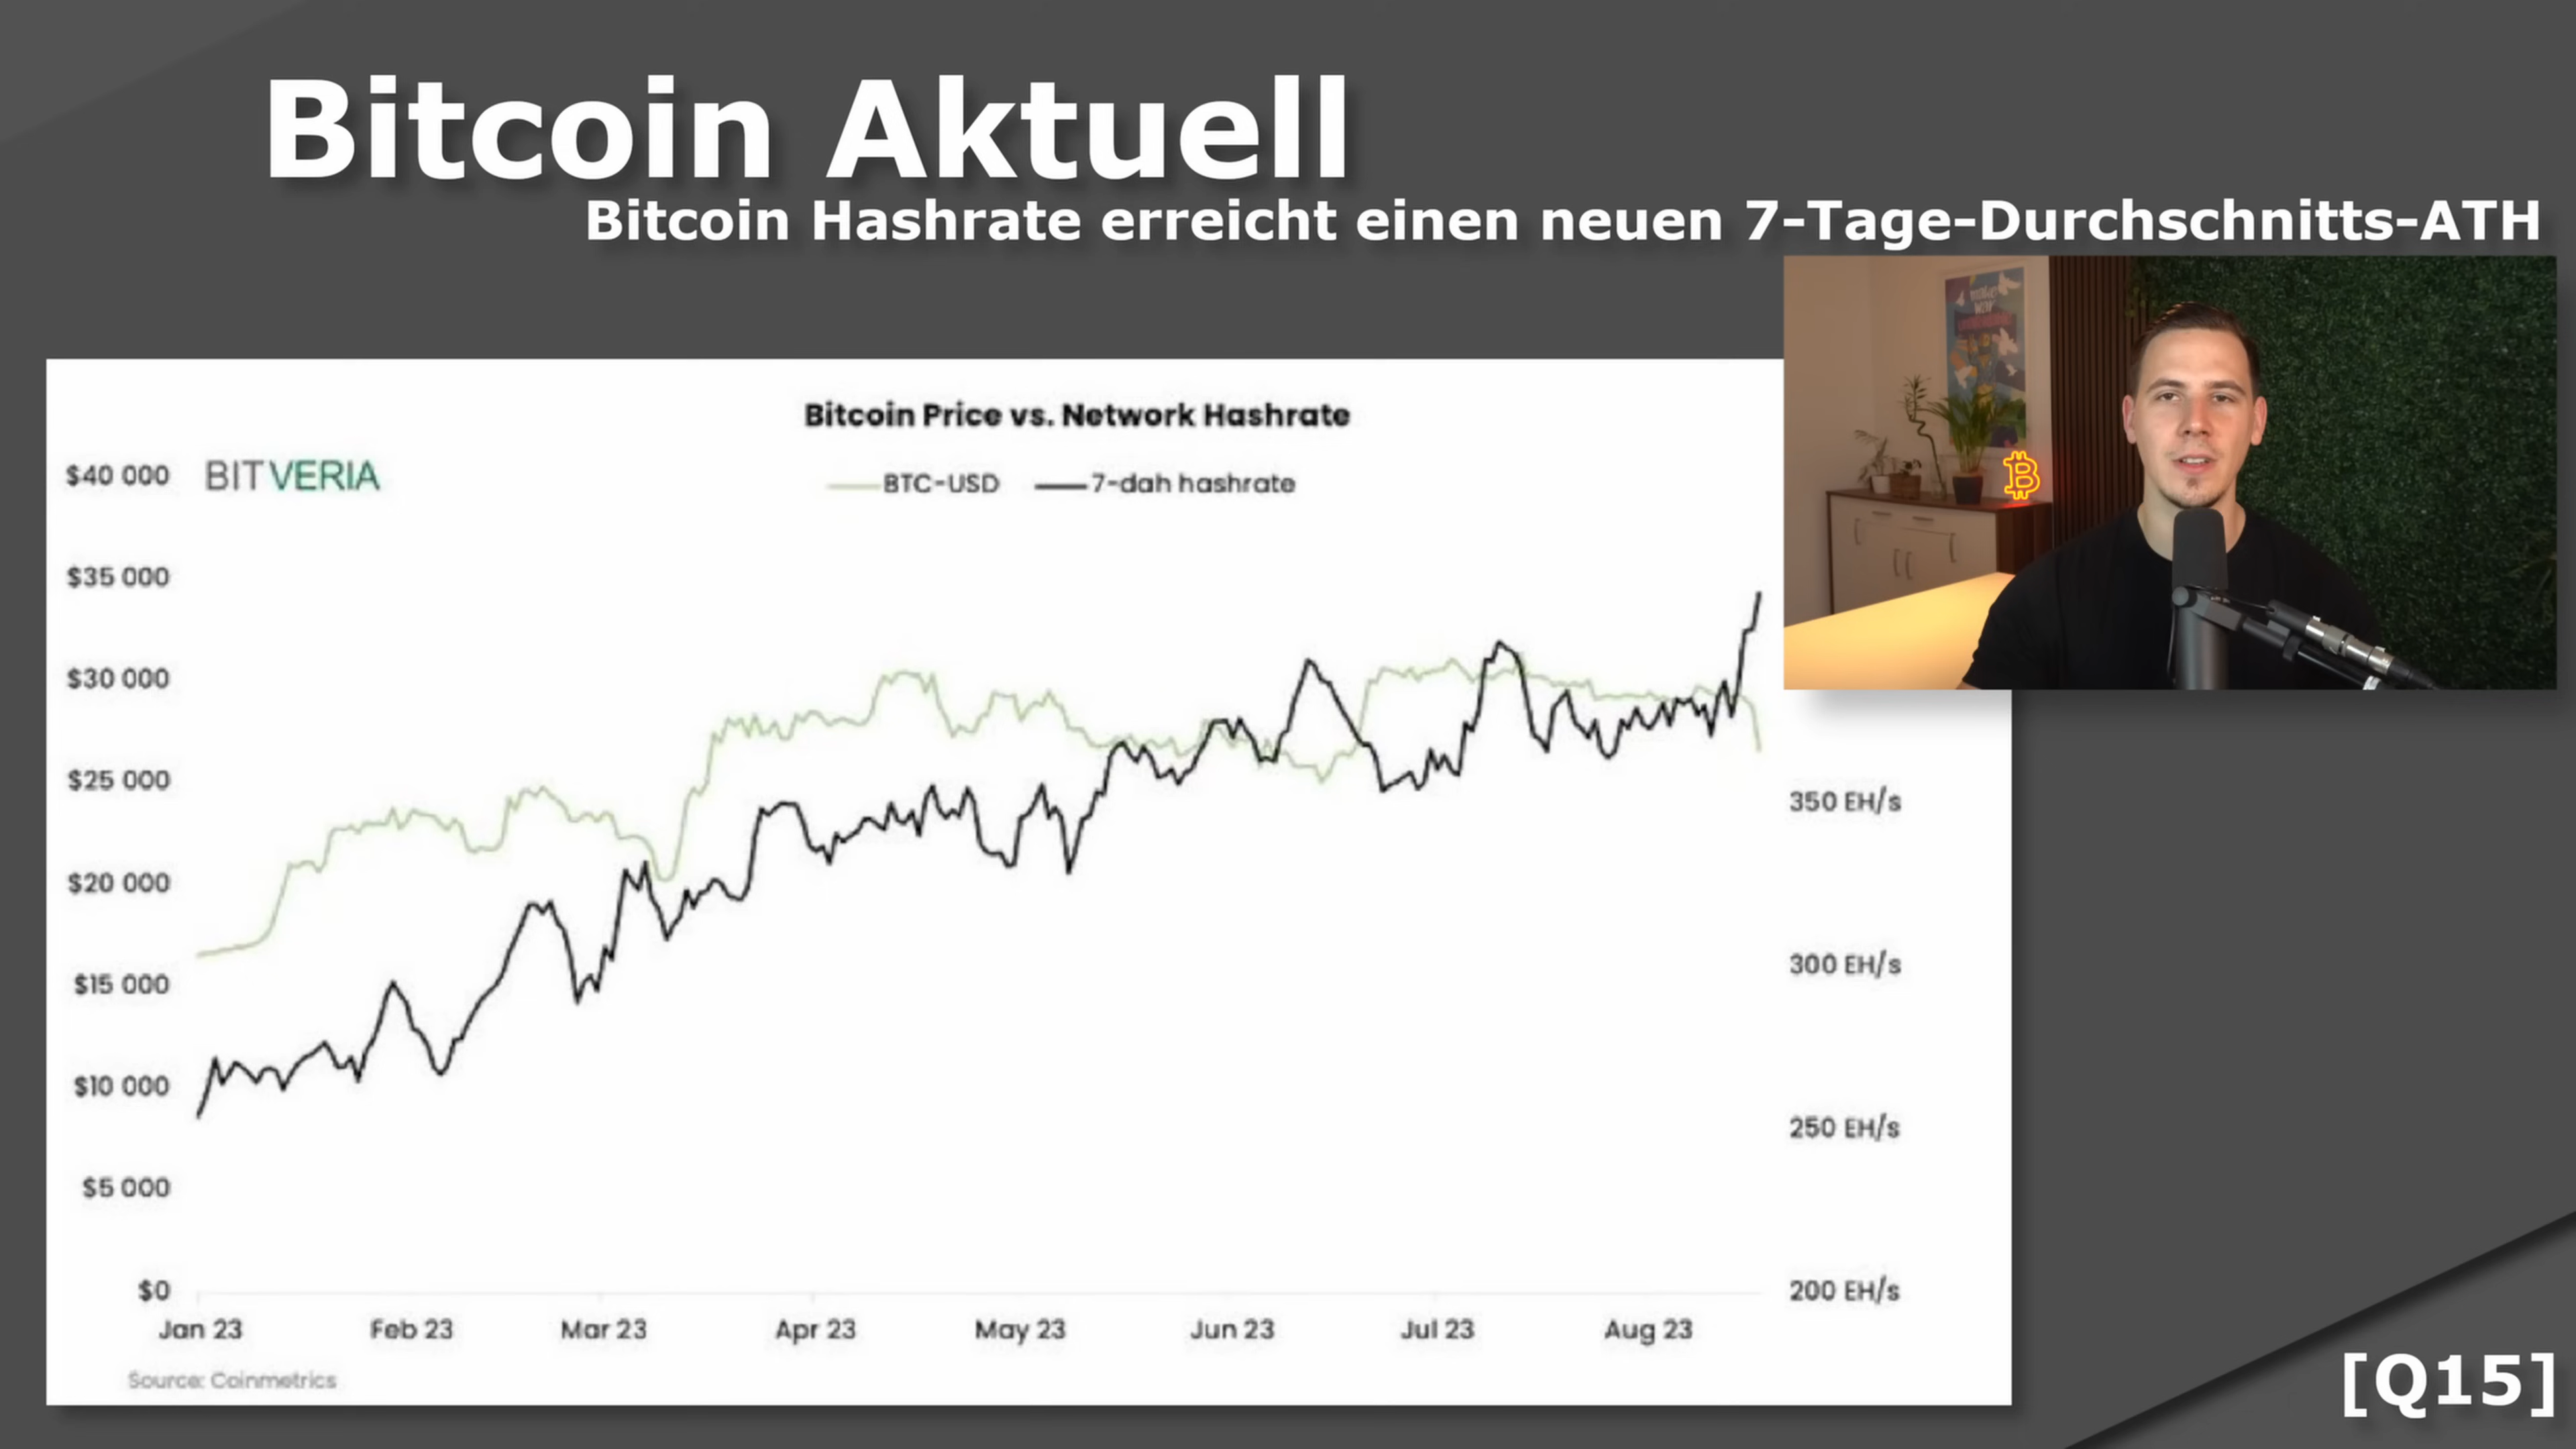 Bitcoin Aktuell
Bitcoin Hashrate erreicht einen neuen 7-Tage-Durchschnitts-ATH
Bitcoin Price vs. Network Hashrate
BITVERIA
BTC-USD
7-dah hashrate
$40 000
$35 000
$30 000
$25 000
$20 000
$15 000
$10 000
$5 000
$0
350 EH/s
300 EH/s
250 EH/s
200 EH/s
Jan 23
Feb 23
Mar 23
Apr 23
May 23
Jun 23
Jul 23
Aug 23
Source: Coinmetrics
[Q15]